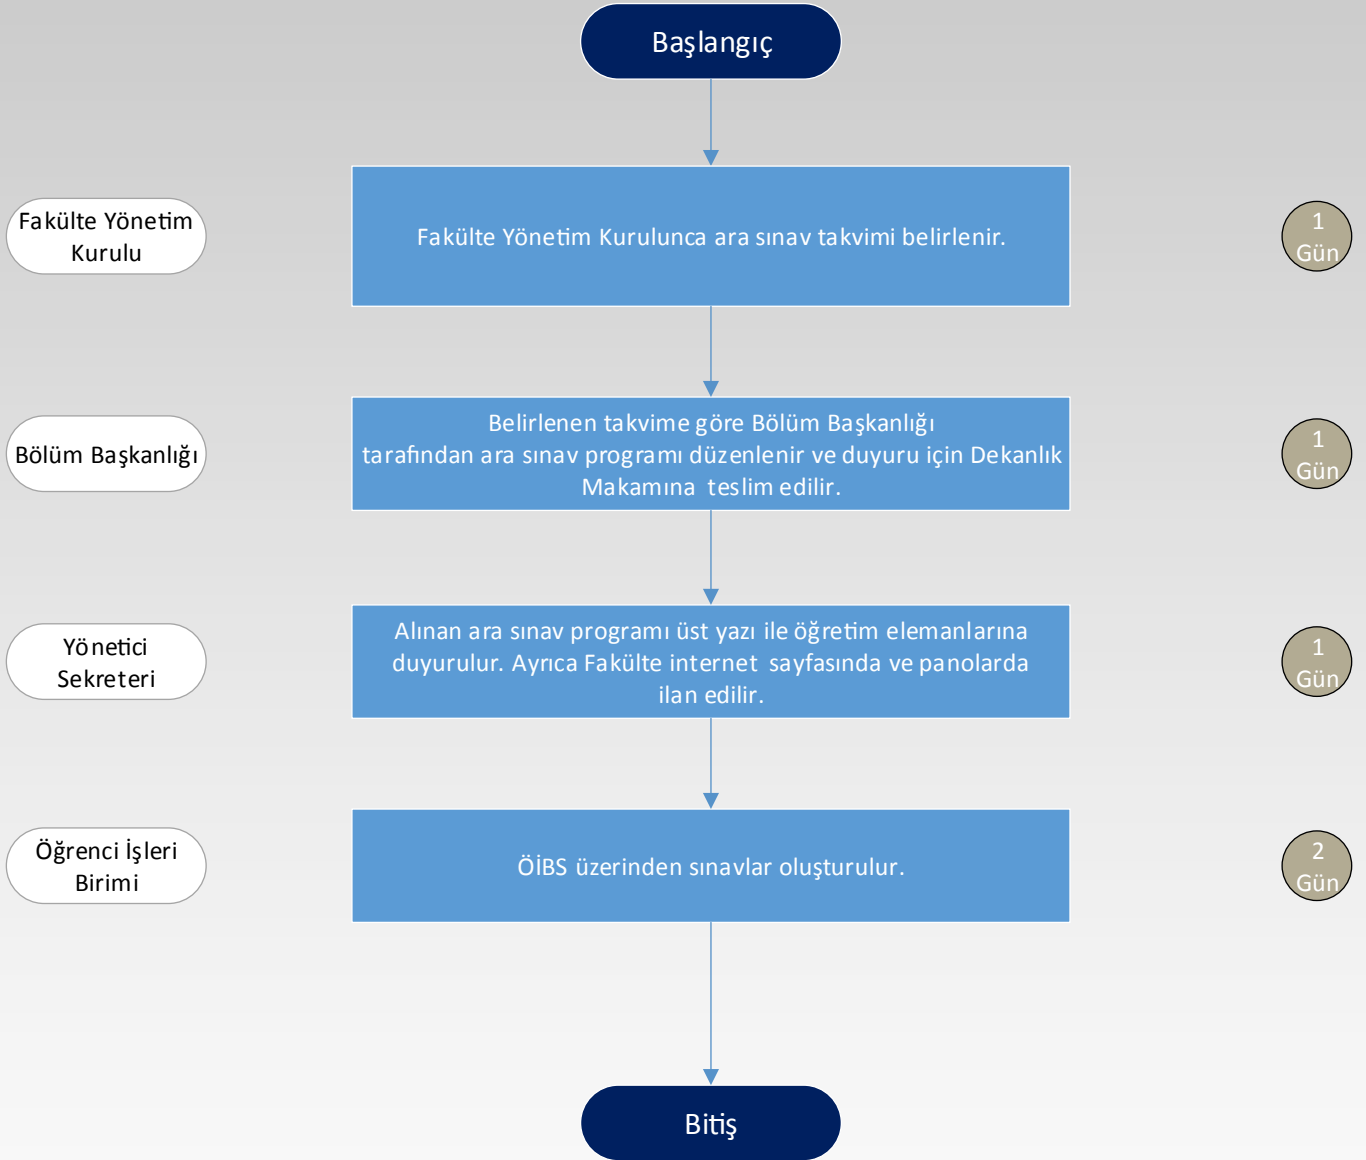 Başlangıç
Fakülte Yönetim
Kurulu
Fakülte Yönetim Kurulunca ara sınav takvimi belirlenir.
1
Gün
Bölüm Başkanlığı
Belirlenen takvime göre Bölüm Başkanlığı
tarafından ara sınav programı düzenlenir ve duyuru için Dekanlık
Makamına teslim edilir.
1
Gün
Yönetici
Sekreteri
Alınan ara sınav programı üst yazı ile öğretim elemanlarına
duyurulur. Ayrıca Fakülte internet sayfasında ve panolarda
ilan edilir.
1
Gün
Öğrenci İşleri
Birimi
ÖİBS üzerinden sınavlar oluşturulur.
2
Gün
Bitiş